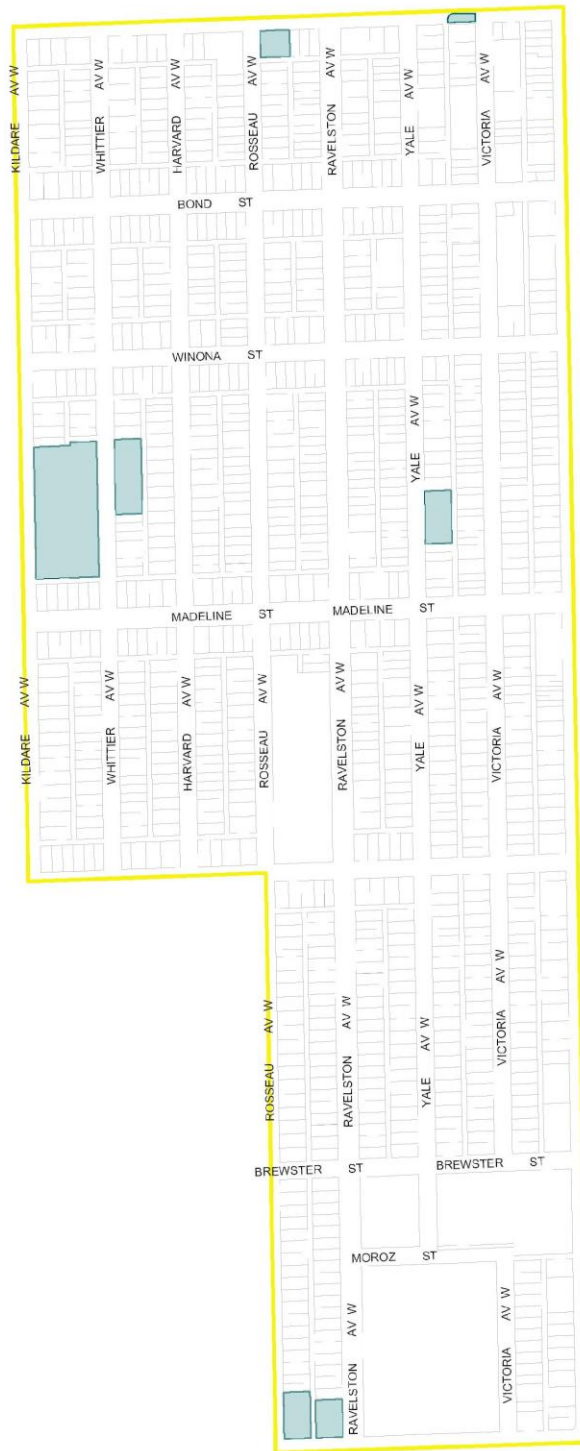 KILDARE AV W
WHITTIER AV W
HARVARD AV W
ROSSEAU AV W
RAVELSTON AV W
YALE AV W
VICTORIA AV W
BOND ST
WINONA ST
YALE AV W
MADELINE ST
MADELINE ST
KILDARE AV W
WHITTIER AV W
HARVARD AV W
ROSSEAU AV W
RAVELSTON AV W
YALE AV W
VICTORIA AV W
ROSSEAU AV W
RAVELSTON AV W
YALE AV W
VICTORIA AV W
BREWSTER ST
BREWSTER ST
MOROZ ST
RAVELSTON AV W
VICTORIA AV W